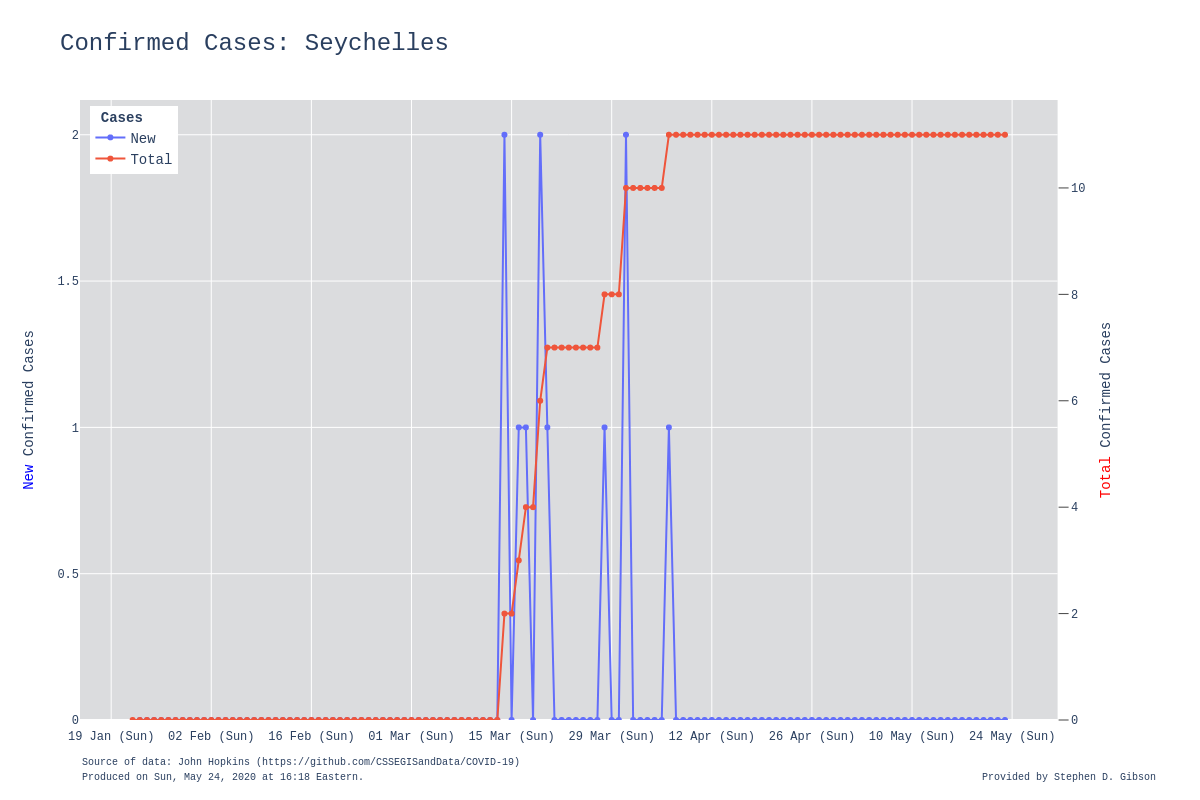 Confirmed Cases: Seychelles
Cases
New
Total
2
1.5
1
0.5
0
New Confirmed Cases
10
8
6
4
2
0
Total Confirmed Cases
19 Jan (Sun) 02 Feb (Sun) 16 Feb (Sun) 01 Mar (Sun) 15 Mar (Sun) 29 Mar (Sun) 12 Apr (Sun) 26 Apr (Sun) 10 May (Sun) 24 May (Sun)
Source of data: John Hopkins (https://github.com/CSSEGISandData/COVID-19)
Produced on Sun, May 24, 2020 at 16:18 Eastern.
Provided by Stephen D. Gibson